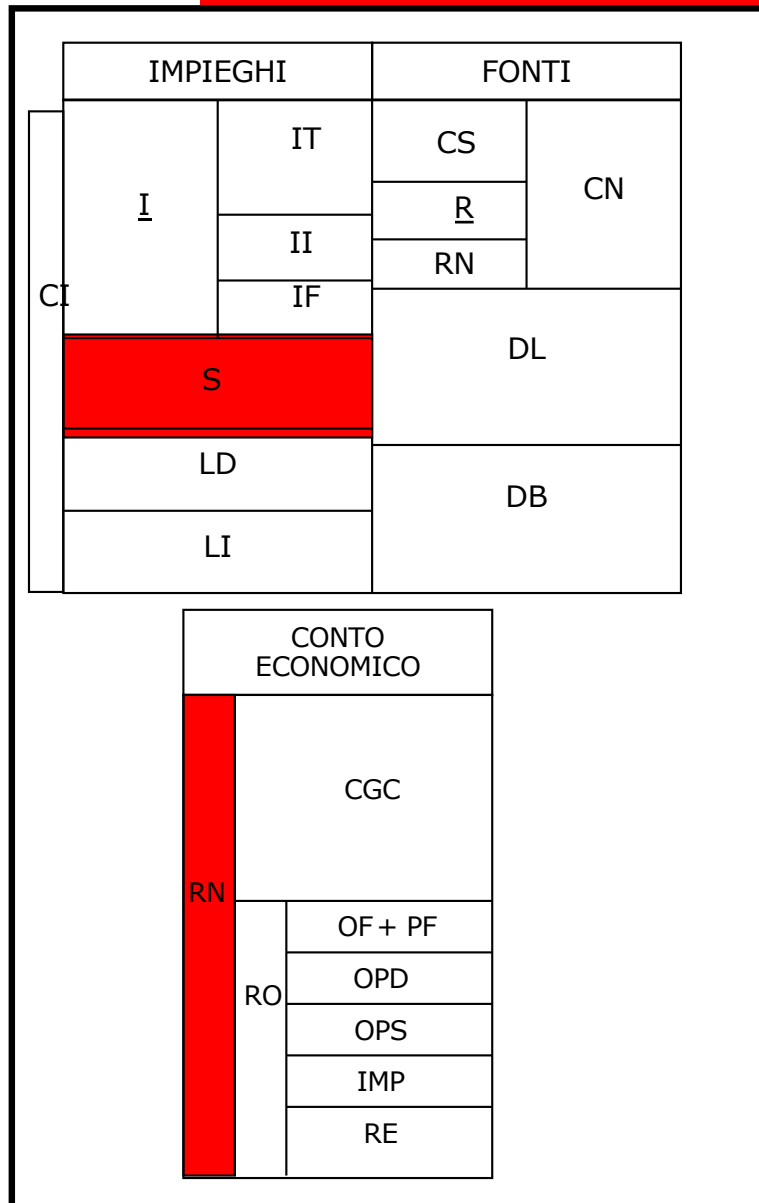 IMPIEGHI
FONTI
CI
I
IT
II
IF
CS
R
RN
CN
S
DL
LD
DB
LI
CONTO
ECONOMICO
RN
CGC
RO
OF + PF
OPD
OPS
IMP
RE